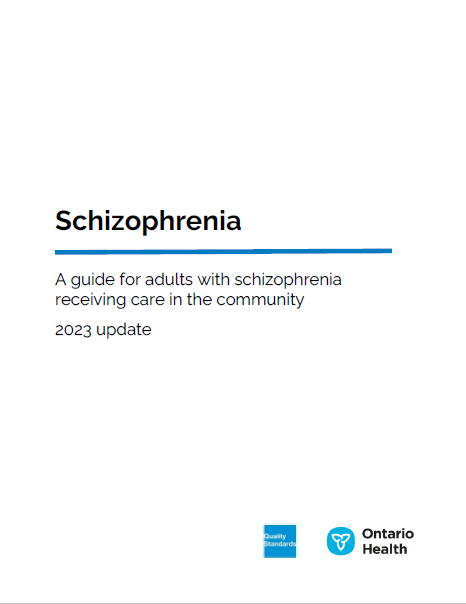 Schizophrenia
A guide for adults with schizophrenia
receiving care in the community
2023 update
Quality
Standards
Ontario
Health